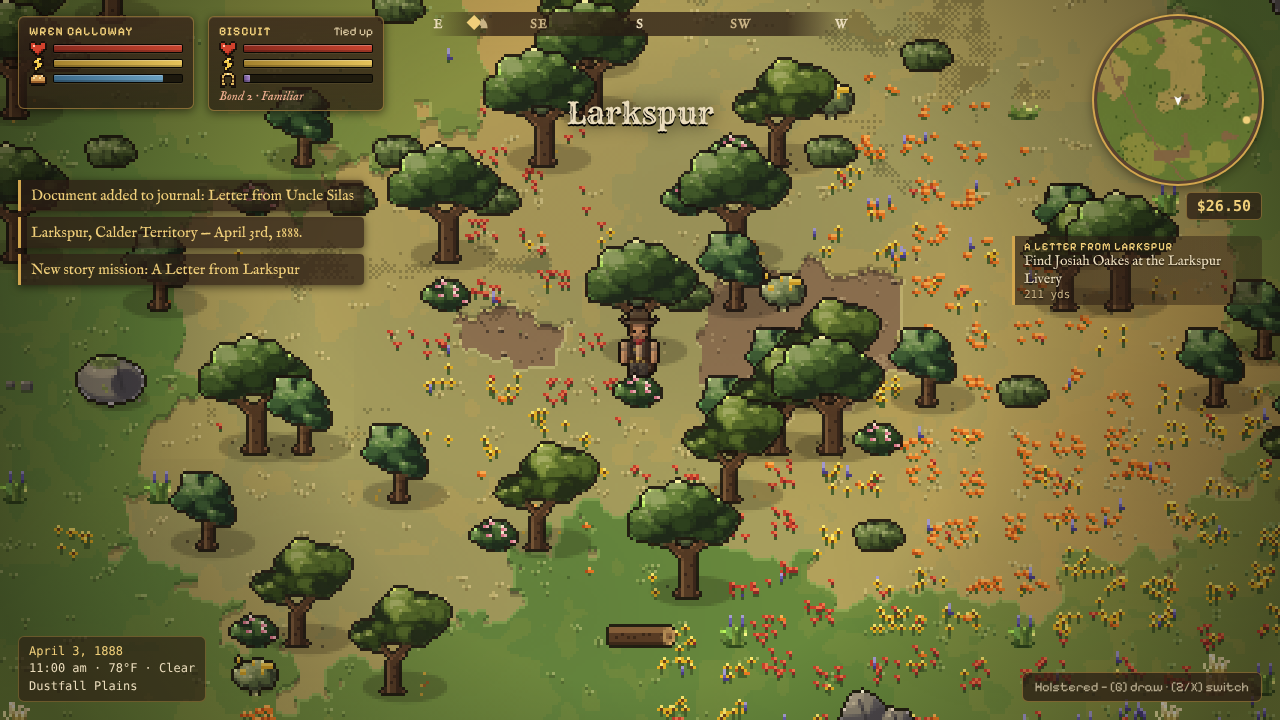 WREN CALLOWAY
BISCUIT Tied up
Bond 2 · Familiar
E SE S SW W
Larkspur
Document added to journal: Letter from Uncle Silas
Larkspur, Calder Territory — April 3rd, 1888.
New story mission: A Letter from Larkspur
$26.50
A LETTER FROM LARKSPUR
Find Josiah Oakes at the Larkspur
Livery
211 yds
April 3, 1888
11:00 am · 78°F · Clear
Dustfall Plains
Holstered - (G) draw · (Z/X) switch